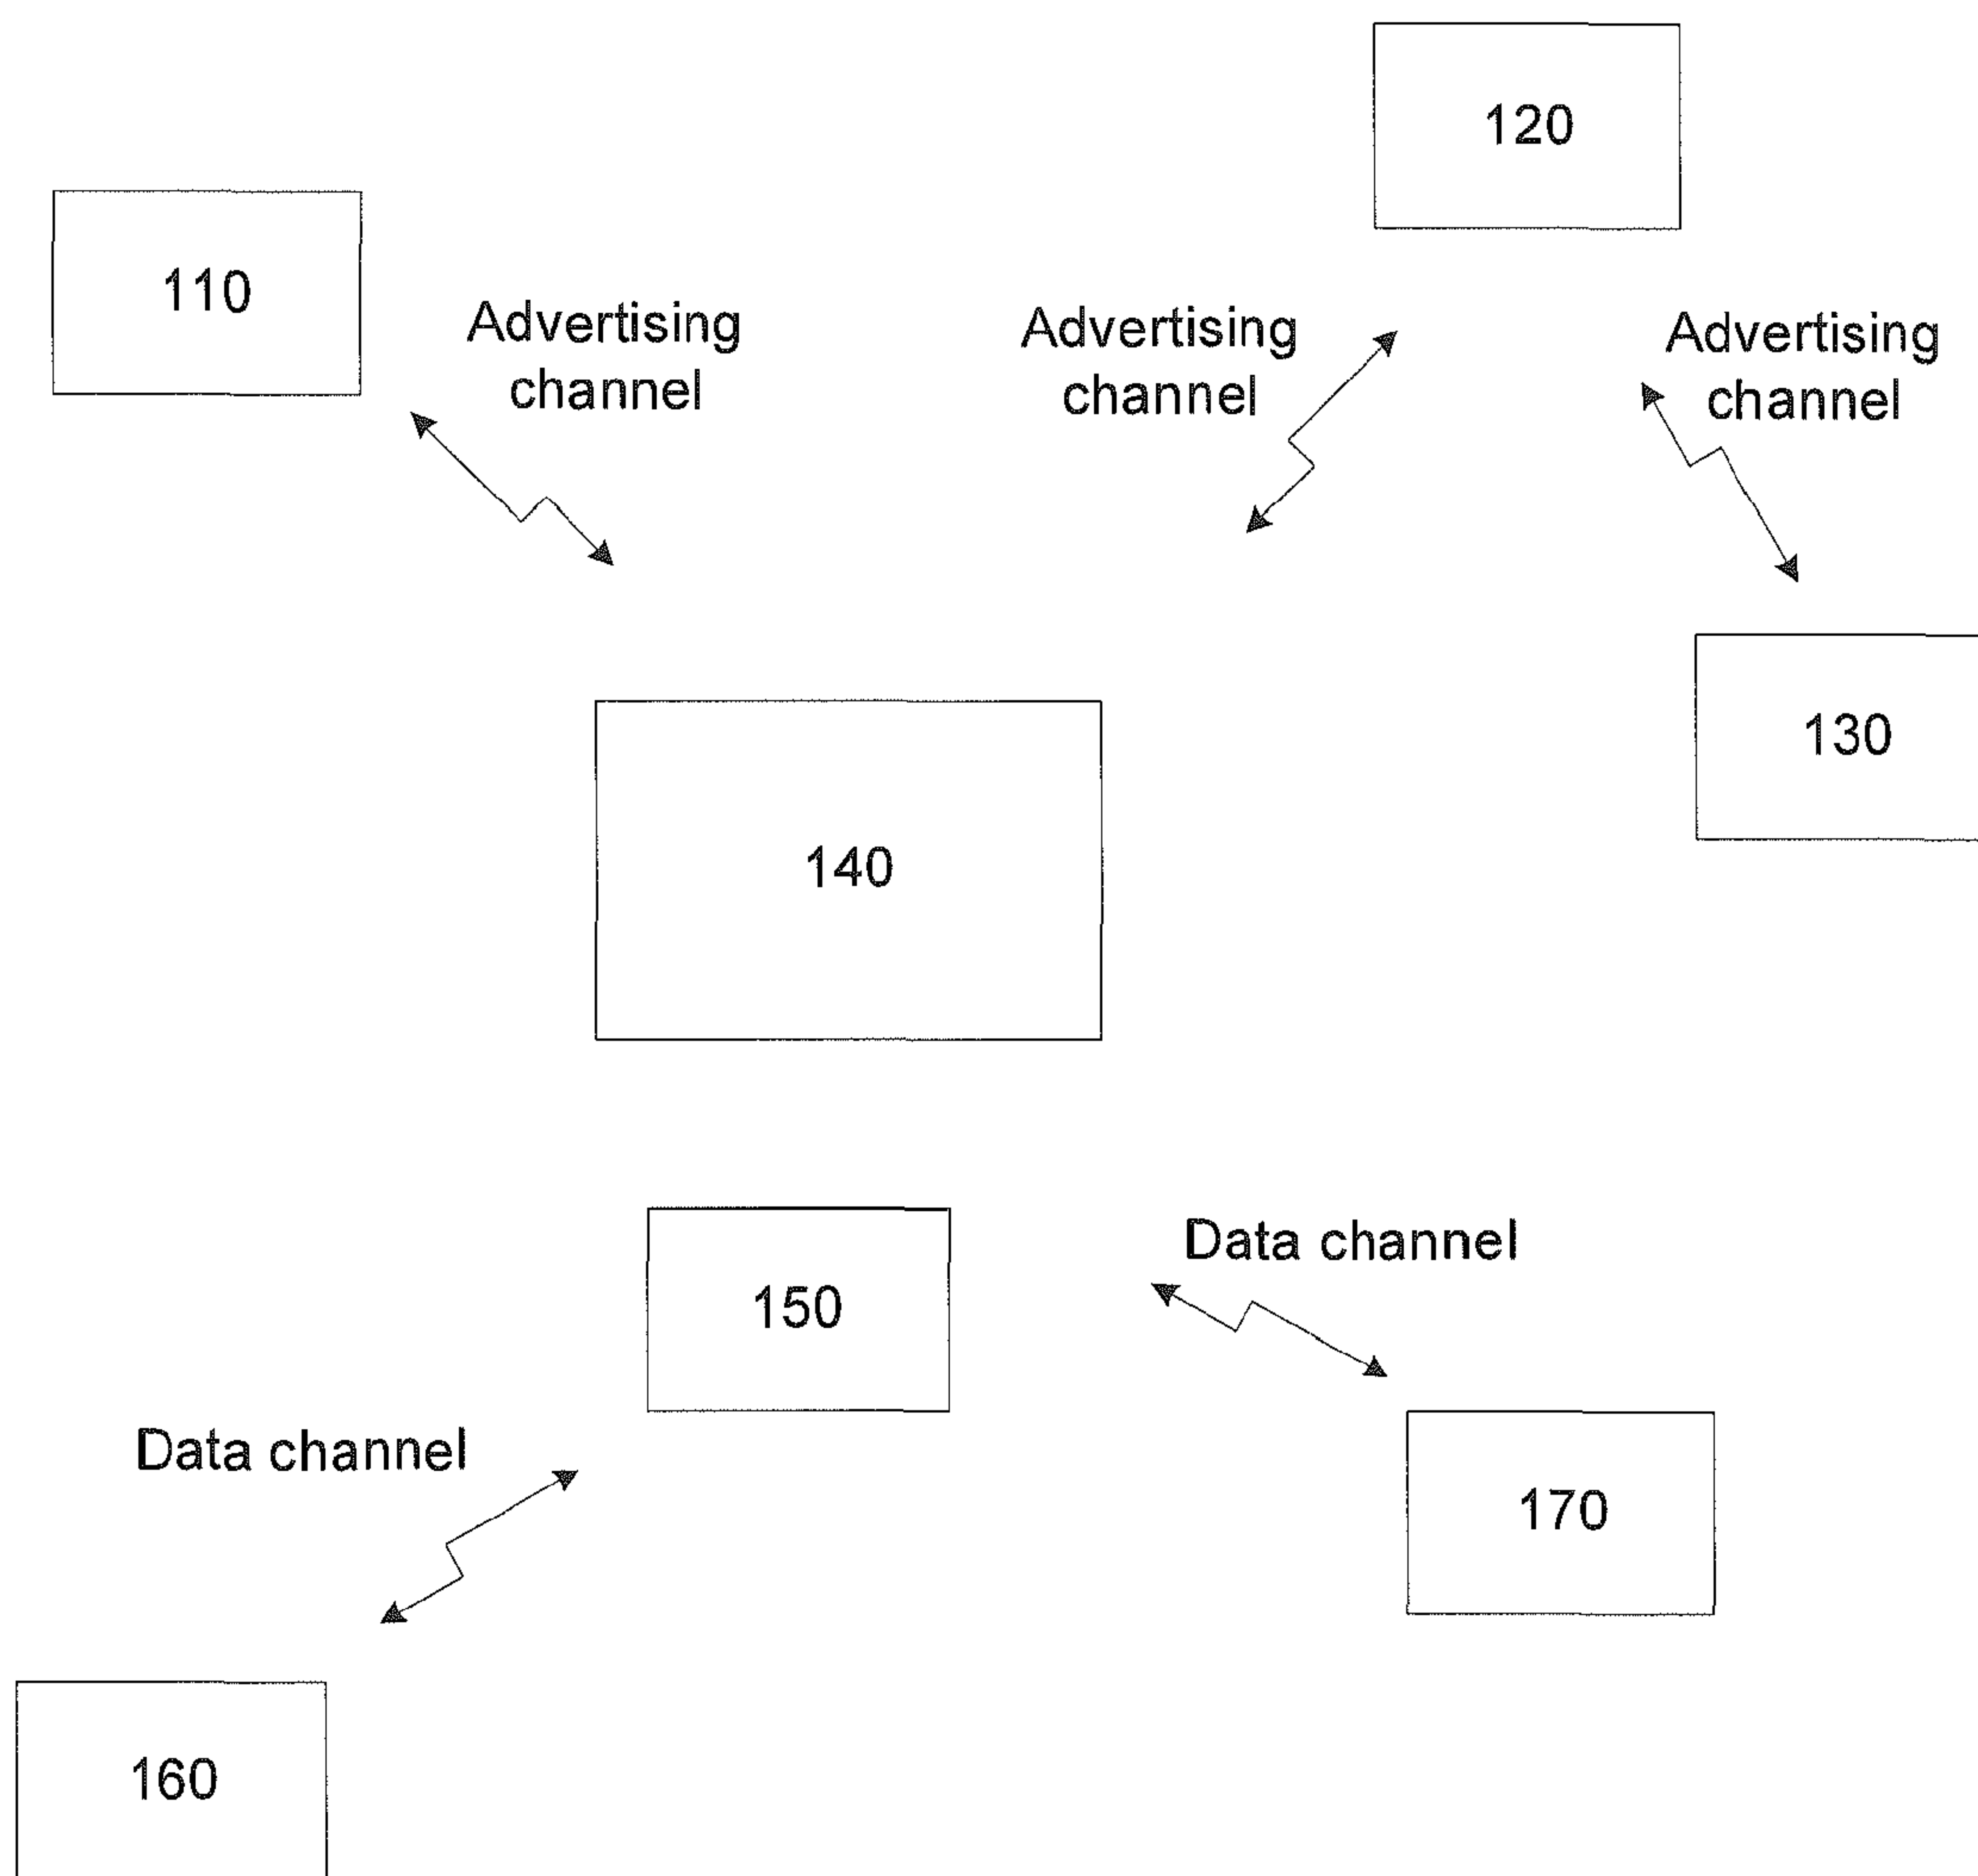 120
110
Advertising
channel
Advertising
channel
Advertising
channel
130
140
150
Data channel
Data channel
170
160